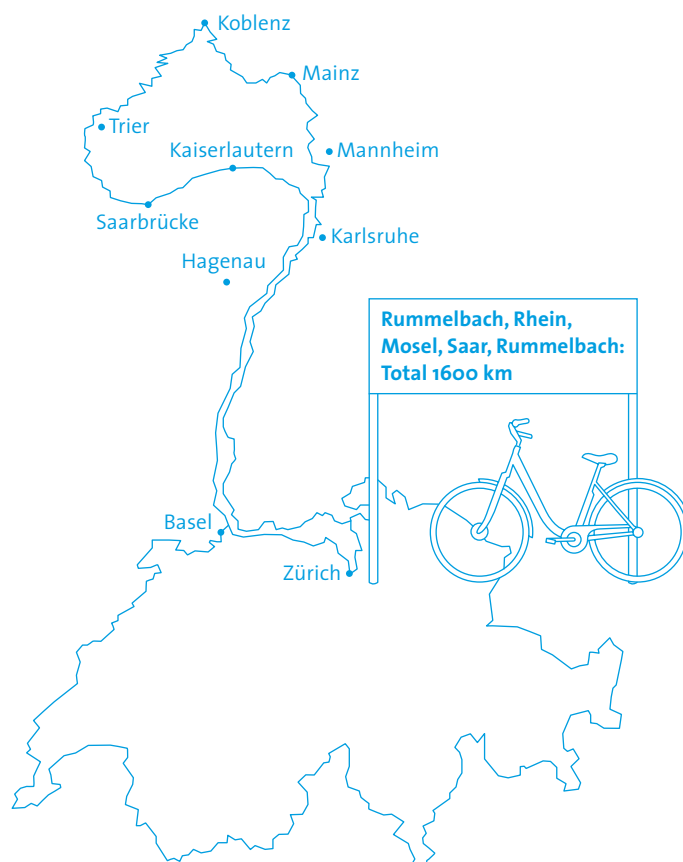 Koblenz
Mainz
Trier
Kaiserlautern
Mannheim
Saarbrücke
Karlsruhe
Hagenau
Rummelbach, Rhein,
Mosel, Saar, Rummelbach:
Total 1600 km
Basel
Zürich